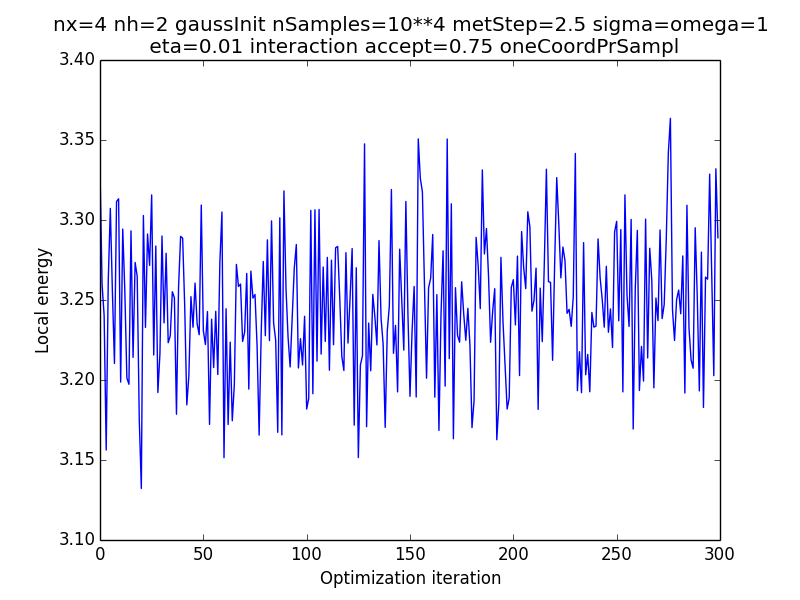 nx=4 nh=2 gaussInit nSamples=10**4 metStep=2.5 sigma=omega=1
eta=0.01 interaction accept=0.75 oneCoordPrSampl
3.40
3.35
3.30
3.25
3.20
3.15
3.10
Local energy
0 50 100 150 200 250 300
Optimization iteration